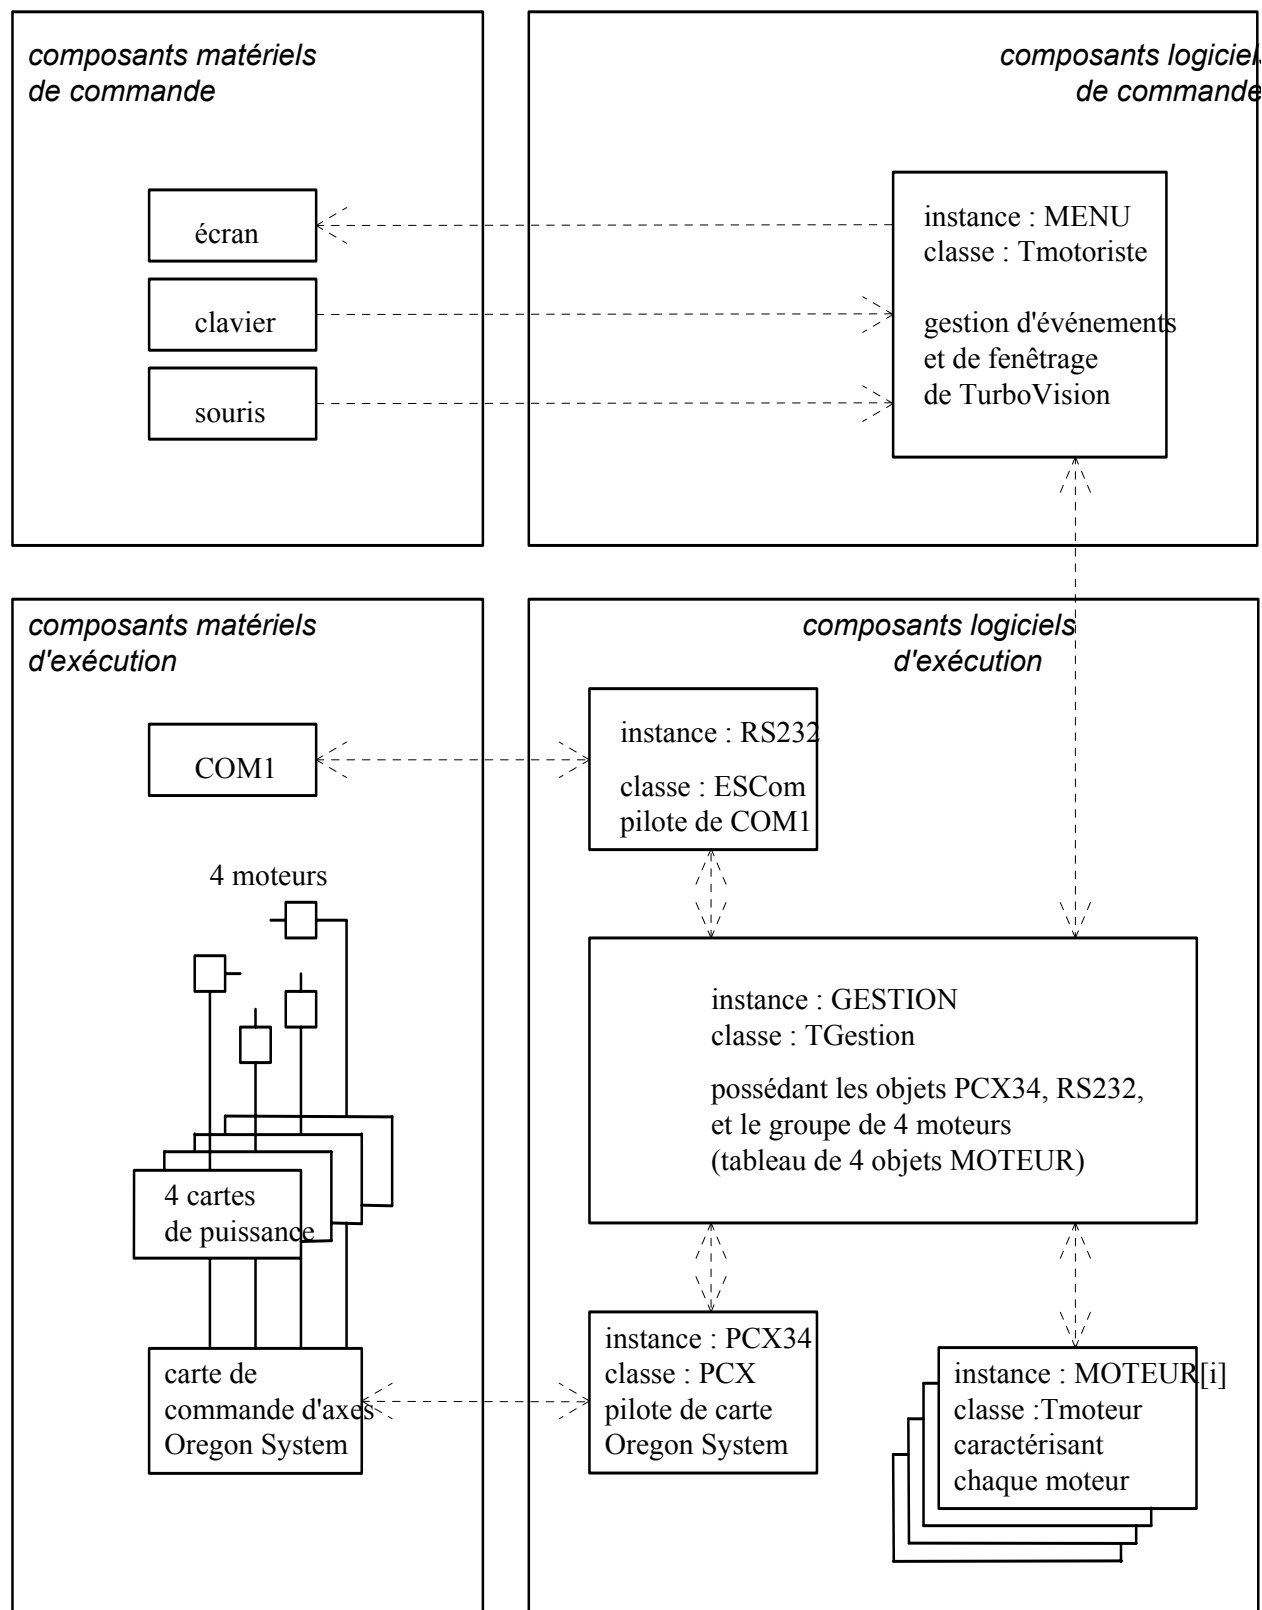 composants matériels
de commande
composants logiciels
de commande
écran
clavier
souris
instance : MENU
classe : Tmotoriste
gestion d'événements
et de fenêtrage
de TurboVision
composants matériels
d'exécution
composants logiciels
d'exécution
COM1
instance : RS232
classe : ESCom
pilote de COM1
4 moteurs
instance : GESTION
classe : TGestion
possédant les objets PCX34, RS232,
et le groupe de 4 moteurs
(tableau de 4 objets MOTEUR)
4 cartes
de puissance
carte de
commande d'axes
Oregon System
instance : PCX34
classe : PCX
pilote de carte
Oregon System
instance : MOTEUR[i]
classe :Tmoteur
caractérisant
chaque moteur